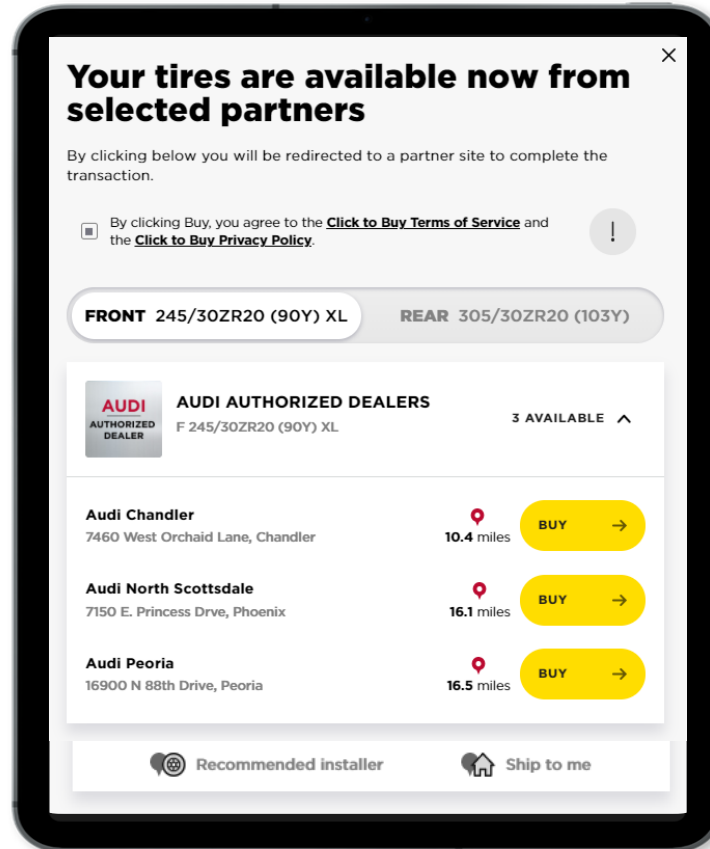 Your tires are available now from
selected partners
By clicking below you will be redirected to a partner site to complete the
transaction.
By clicking Buy, you agree to the Click to Buy Terms of Service and
the Click to Buy Privacy Policy.
!
FRONT 245/30ZR20 (90Y) XL
REAR 305/30ZR20 (103Y)
AUDI
AUTHORIZED
DEALER
AUDI AUTHORIZED DEALERS
F 245/30ZR20 (90Y) XL
3 AVAILABLE
Audi Chandler
7460 West Orchaid Lane, Chandler
10.4 miles
BUY
Audi North Scottsdale
7150 E. Princess Drve, Phoenix
16.1 miles
BUY
Audi Peoria
16900 N 88th Drive, Peoria
16.5 miles
BUY
Recommended installer
Ship to me